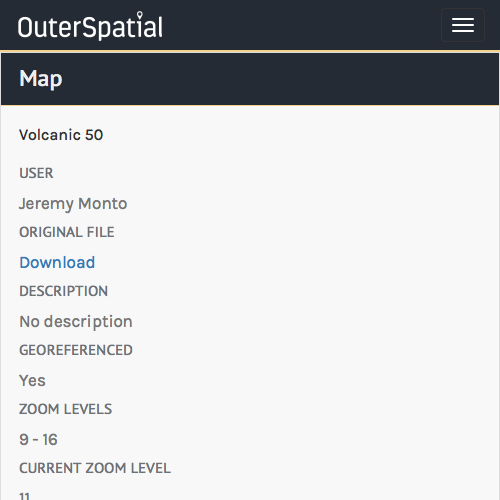 OuterSpatial
Map
Volcanic 50
USER
Jeremy Monto
ORIGINAL FILE
Download
DESCRIPTION
No description
GEOREFERENCED
Yes
ZOOM LEVELS
9 - 16
CURRENT ZOOM LEVEL
11